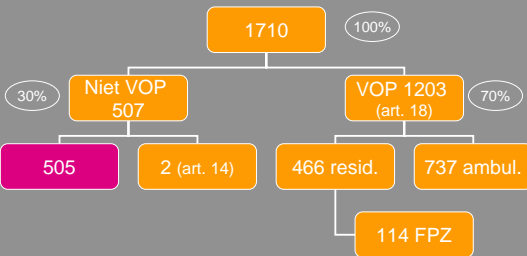 1710
100%
30%
Niet VOP
507
VOP 1203
(art. 18)
70%
505
2 (art. 14)
466 resid.
737 ambul.
114 FPZ